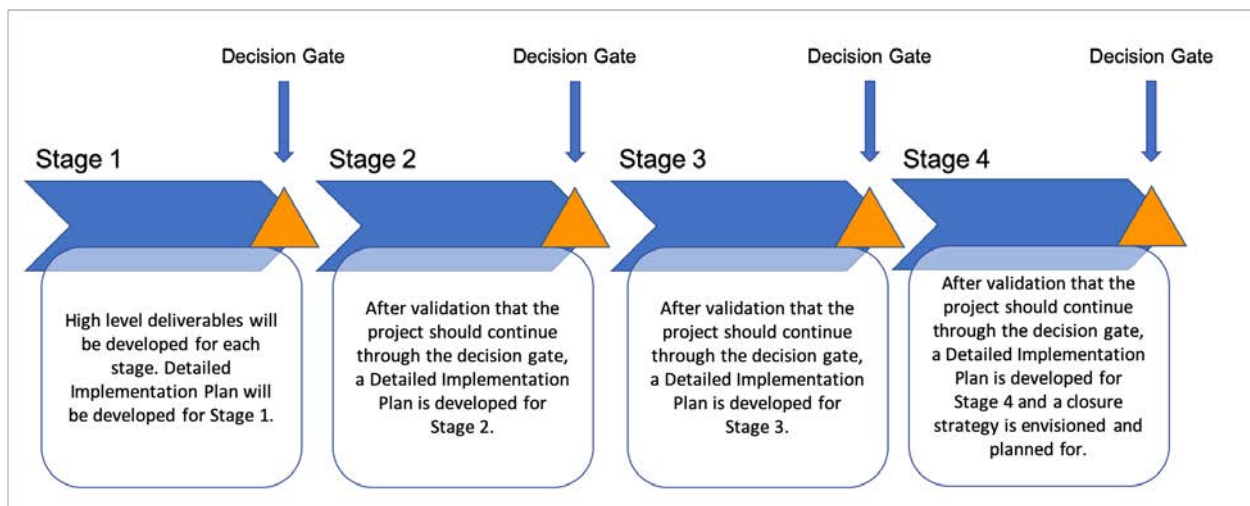 Decision Gate
Decision Gate
Decision Gate
Decision Gate
Stage 1
Stage 2
Stage 3
Stage 4
High level deliverables will
be developed for each
stage. Detailed
Implementation Plan will
be developed for Stage 1.
After validation that the
project should continue
through the decision gate,
a Detailed Implementation
Plan is developed for
Stage 2.
After validation that the
project should continue
through the decision gate,
a Detailed Implementation
Plan is developed for
Stage 3.
After validation that the
project should continue
through the decision gate,
a Detailed Implementation
Plan is developed for
Stage 4 and a closure
strategy is envisioned and
planned for.